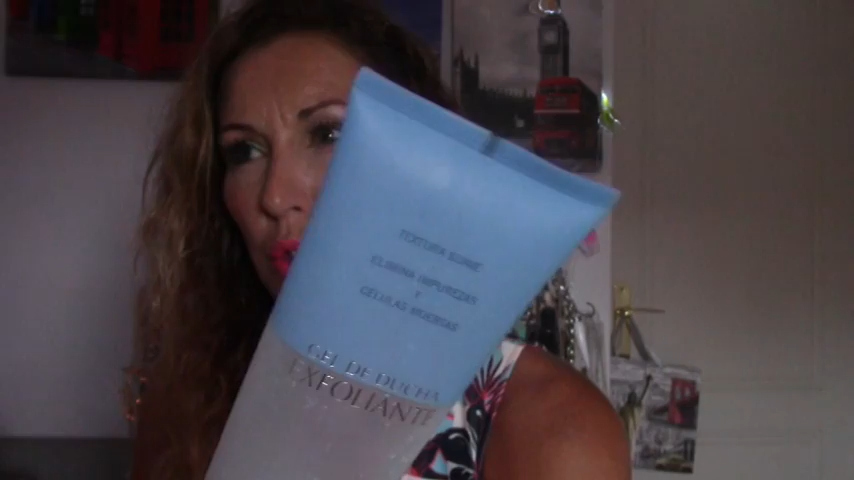 TEXTURA SUAVE
ELIMINA IMPUREZAS
Y
CÉLULAS MUERTAS
GEL DE DUCHA
EXFOLIANTE